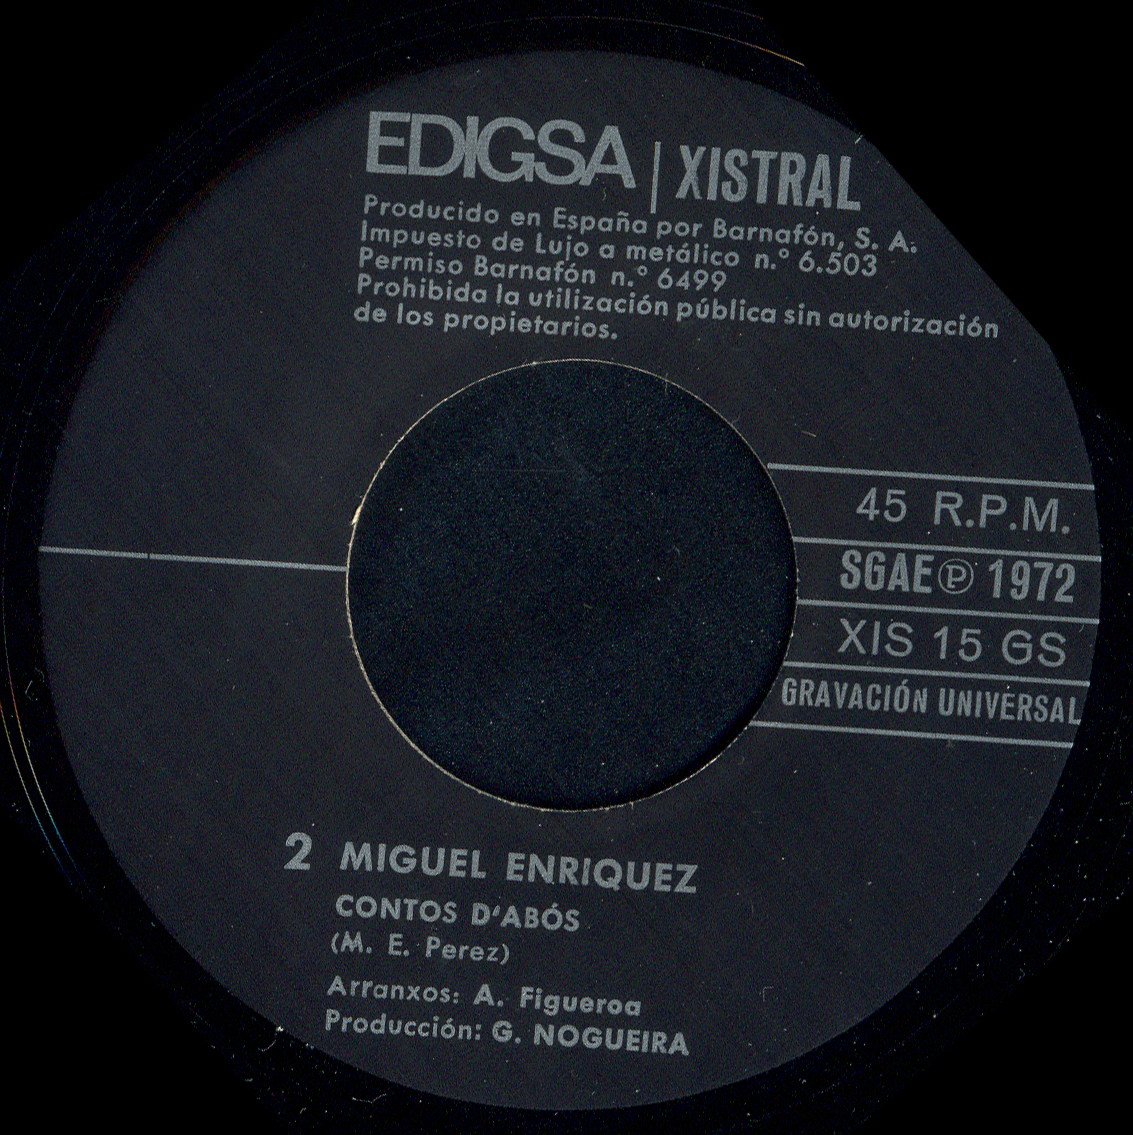 EDIGSA | XISTRAL
Producido en España por Barnafón, S. A.
Impuesto de Lujo a metálico n.º 6.503
Permiso Barnafón n.º 6499
Prohibida la utilización pública sin autorización
de los propietarios.
45 R.P.M.
SGAE Ⓟ 1972
XIS 15 GS
GRAVACIÓN UNIVERSAL
2 MIGUEL ENRIQUEZ
CONTOS D'ABÓS
(M. E. Perez)
Arranxos: A. Figueroa
Producción: G. NOGUEIRA